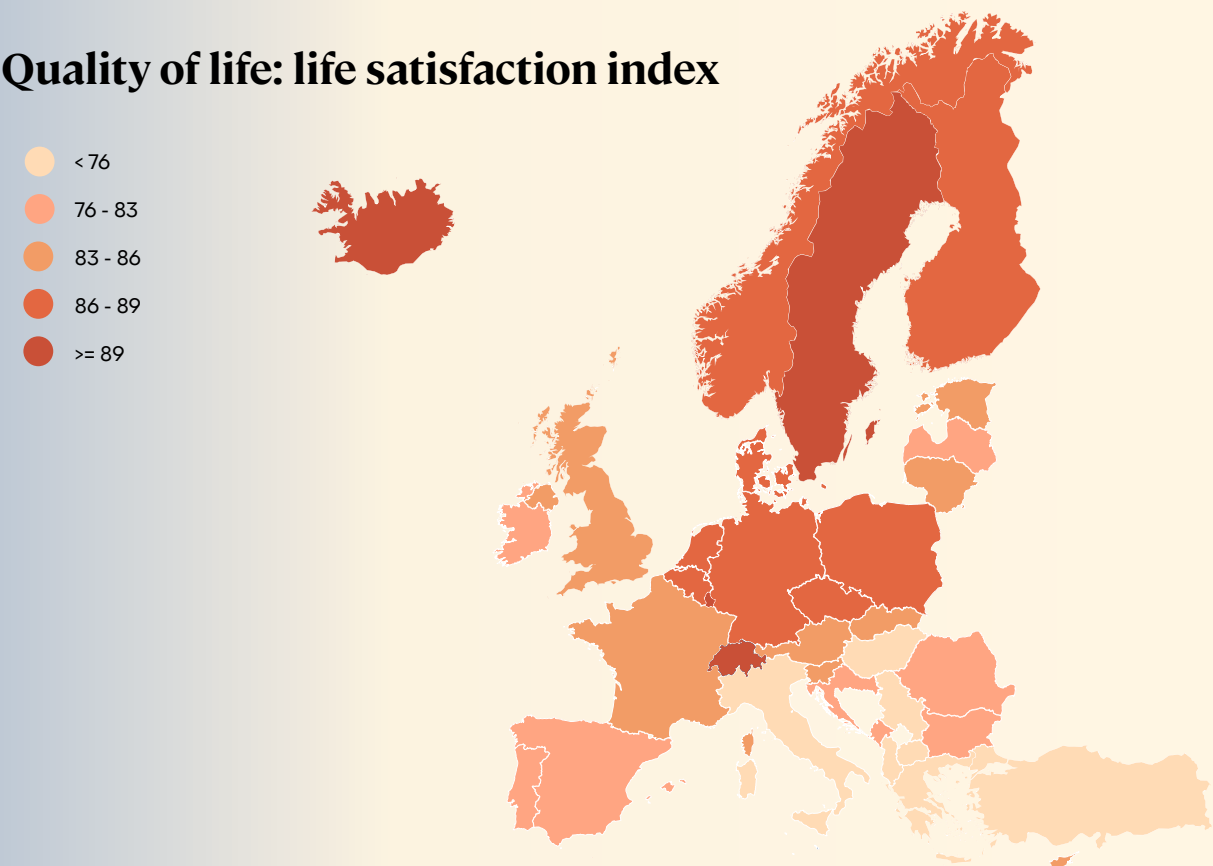 Quality of life: life satisfaction index
< 76
76 - 83
83 - 86
86 - 89
>= 89